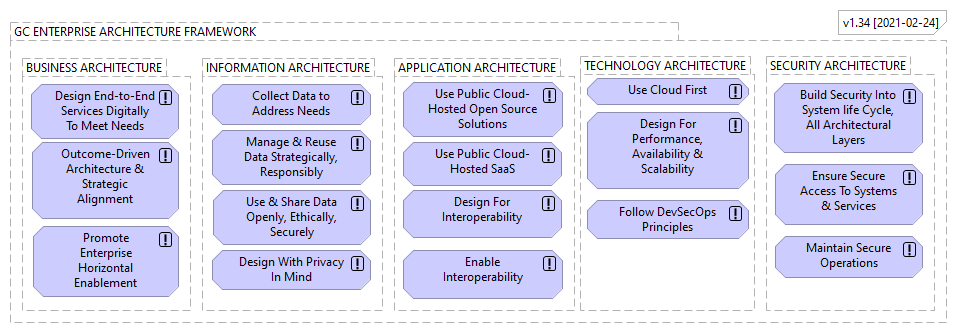 v1.34 [2021-02-24]
GC ENTERPRISE ARCHITECTURE FRAMEWORK
BUSINESS ARCHITECTURE
Design End-to-End
Services Digitally
To Meet Needs
Outcome-Driven
Architecture &
Strategic
Alignment
Promote
Enterprise
Horizontal
Enablement
INFORMATION ARCHITECTURE
Collect Data to
Address Needs
Manage & Reuse
Data Strategically,
Responsibly
Use & Share Data
Openly, Ethically,
Securely
Design With Privacy
In Mind
APPLICATION ARCHITECTURE
Use Public Cloud-
Hosted Open Source
Solutions
Use Public Cloud-
Hosted SaaS
Design For
Interoperability
Enable
Interoperability
TECHNOLOGY ARCHITECTURE
Use Cloud First
Design For
Performance,
Availability &
Scalability
Follow DevSecOps
Principles
SECURITY ARCHITECTURE
Build Security Into
System life Cycle,
All Architectural
Layers
Ensure Secure
Access To Systems
& Services
Maintain Secure
Operations